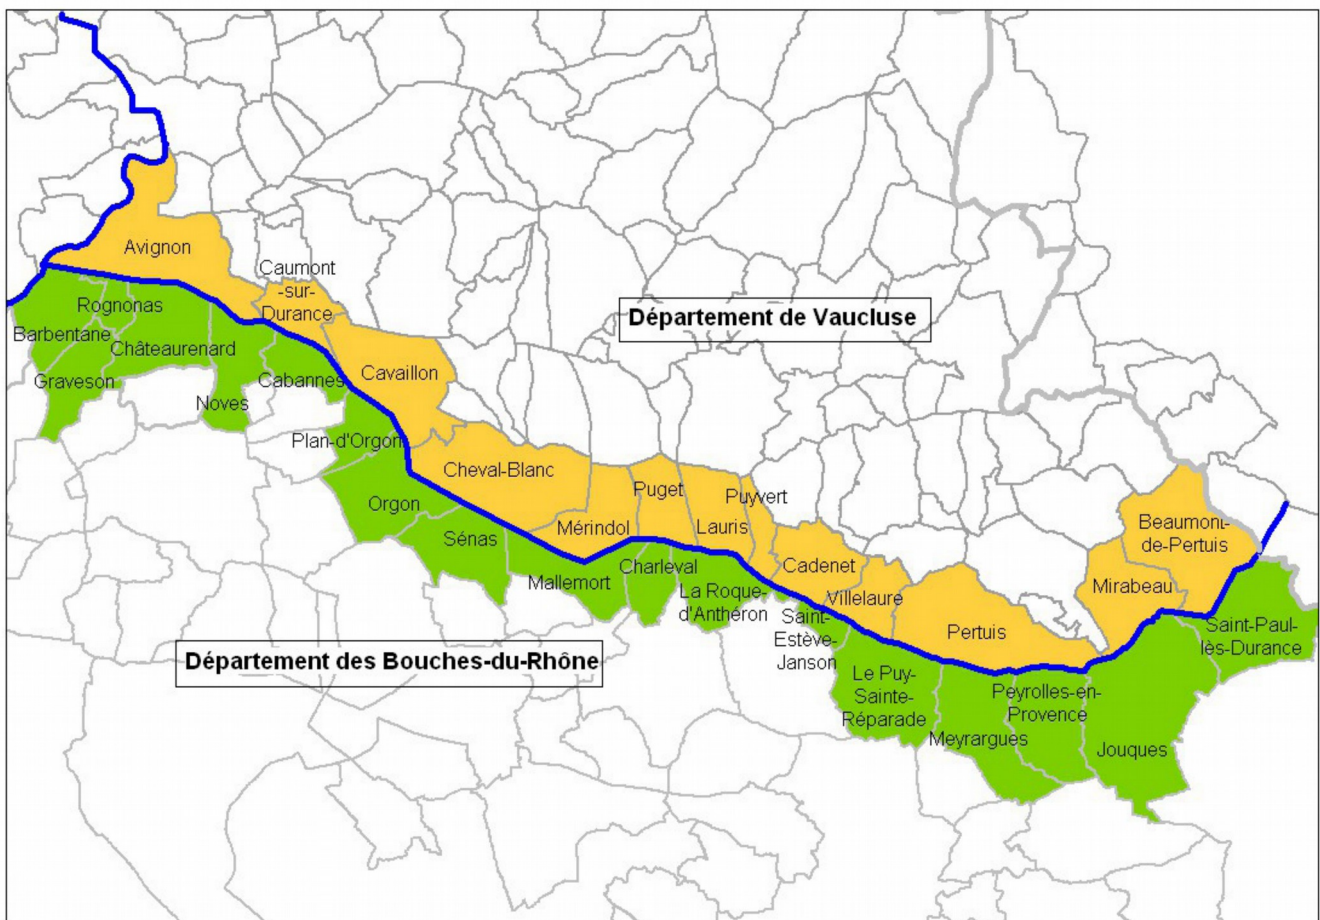 Avignon
Caumont
-sur-
Durance
Rognonas
Barbentane
Châteaurenard
Graveson
Noves
Cabannes
Cavaillon
Département de Vaucluse
Plan-d'Orgon
Cheval-Blanc
Orgon
Puget
Puyvert
Mérindol
Lauris
Sénas
Beaumont-
de-Pertuis
Mallemort
Charleval
Cadenet
Mirabeau
La Roque-
d'Anthéron
Villelaure
Saint-
Estève-
Janson
Pertuis
Saint-Paul-
lès-Durance
Département des Bouches-du-Rhône
Le Puy-
Sainte-
Réparade
Peyrolles-en-
Provence
Meyrargues
Jouques